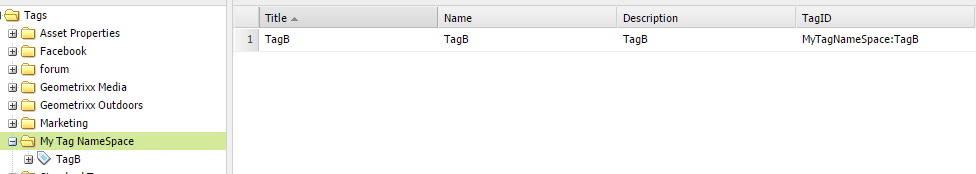 Tags
Asset Properties
Facebook
forum
Geometrixx Media
Geometrixx Outdoors
Marketing
My Tag NameSpace
TagB
Title Name Description TagID
1 TagB TagB TagB MyTagNameSpace:TagB